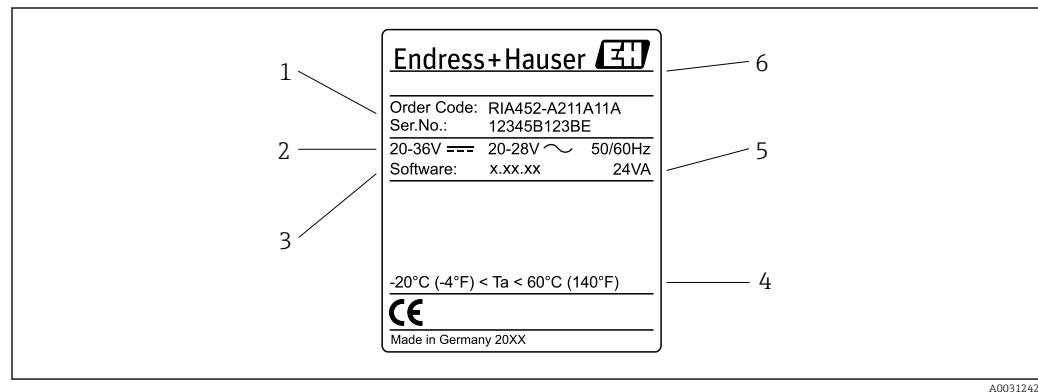 Endress+Hauser EH
1
6
Order Code: RIA452-A211A11A
Ser.No.: 12345B123BE
2
20-36V 20-28V 50/60Hz
5
Software: x.xx.xx 24VA
3
-20°C (-4°F) < Ta < 60°C (140°F)
4
CE
Made in Germany 20XX
A0031242